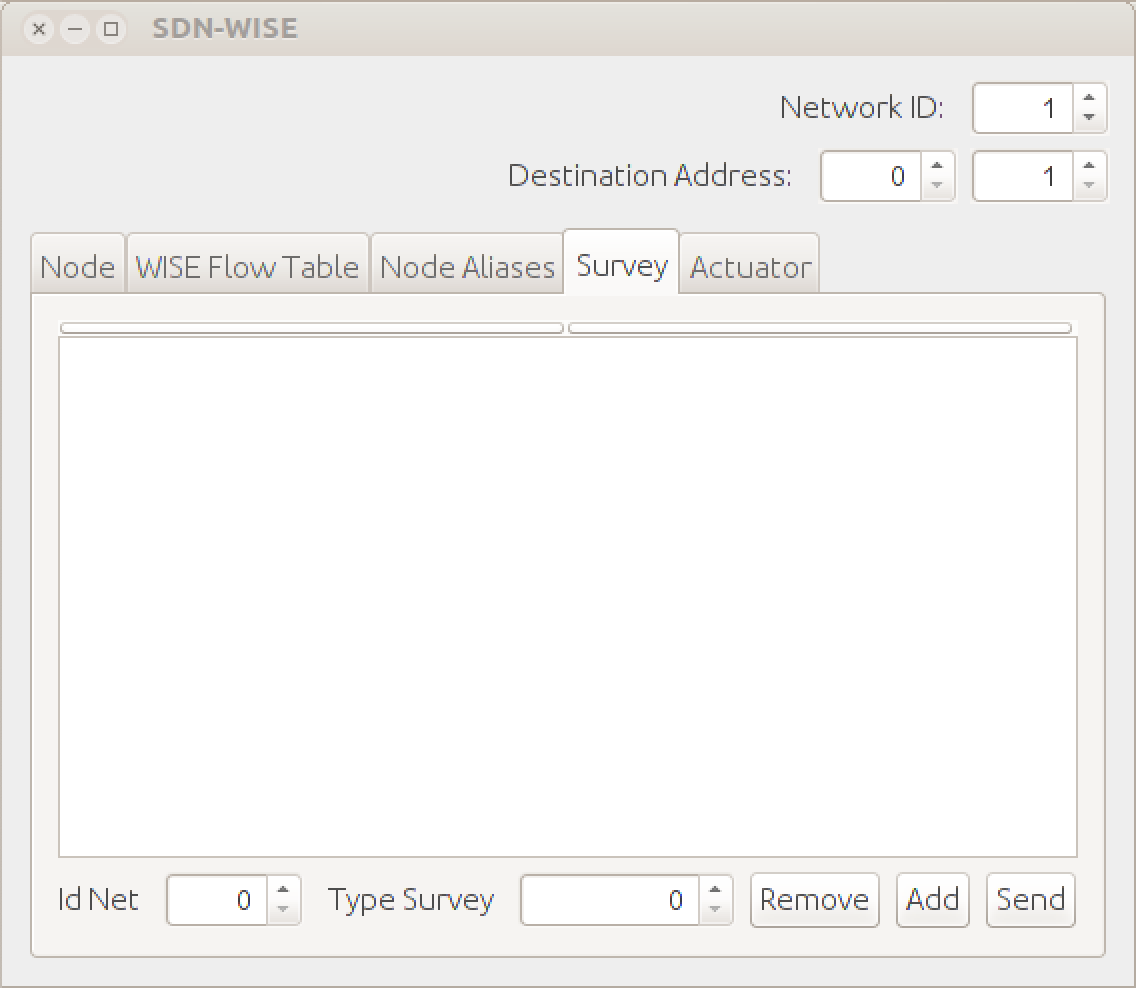 SDN-WISE
Network ID: 1
Destination Address: 0 1
Node WISE Flow Table Node Aliases Survey Actuator
Id Net 0 Type Survey 0 Remove Add Send